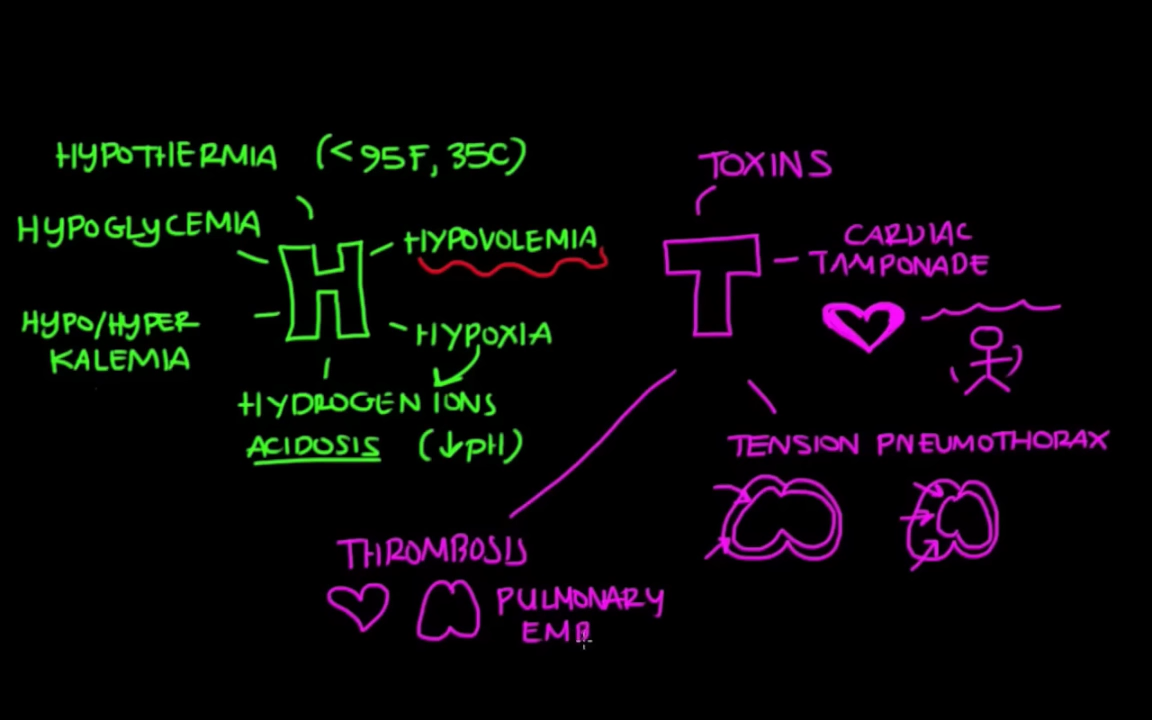 HYPOTHERMIA (<95F, 35C)
HYPOGLYCEMIA
HYPOVOLEMIA
H
HYPO/HYPER
KALEMIA
HYPOXIA
HYDROGEN IONS
ACIDOSIS (↓pH)
TOXINS
T
CARDIAC
TAMPONADE
TENSION PNEUMOTHORAX
THROMBOSIS
PULMONARY
EMB